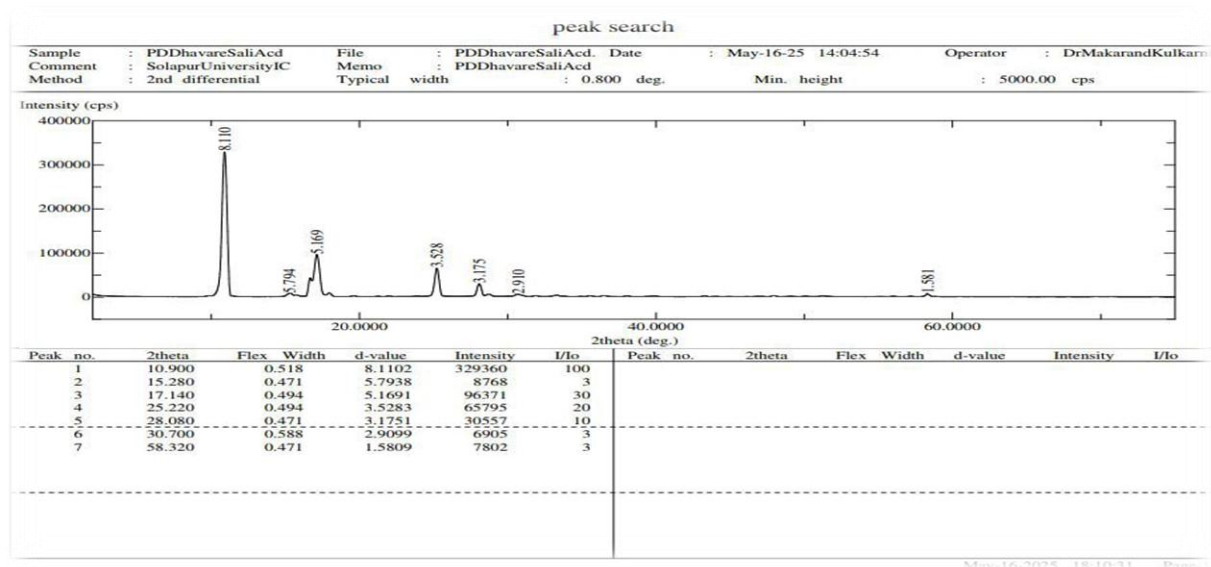 peak search
Sample : PDDhavareSaliAcd File : PDDhavareSaliAcd. Date : May-16-25 14:04:54 Operator : DrMakarandKulkarn
Comment : SolapurUniversityIC Memo : PDDhavareSaliAcd
Method : 2nd differential Typical width : 0.800 deg. Min. height : 5000.00 cps
Intensity (cps)
400000
300000
200000
100000
0
8.110
5.794
5.169
3.528
3.175
2.910
1.581
20.0000 40.0000 60.0000
2theta (deg.)
Peak no. 2theta Flex Width d-value Intensity I/Io Peak no. 2theta Flex Width d-value Intensity I/Io
1 10.900 0.518 8.1102 329360 100
2 15.280 0.471 5.7938 8768 3
3 17.140 0.494 5.1691 96371 30
4 25.220 0.494 3.5283 65795 20
5 28.080 0.471 3.1751 30557 10
6 30.700 0.588 2.9099 6905 3
7 58.320 0.471 1.5809 7802 3